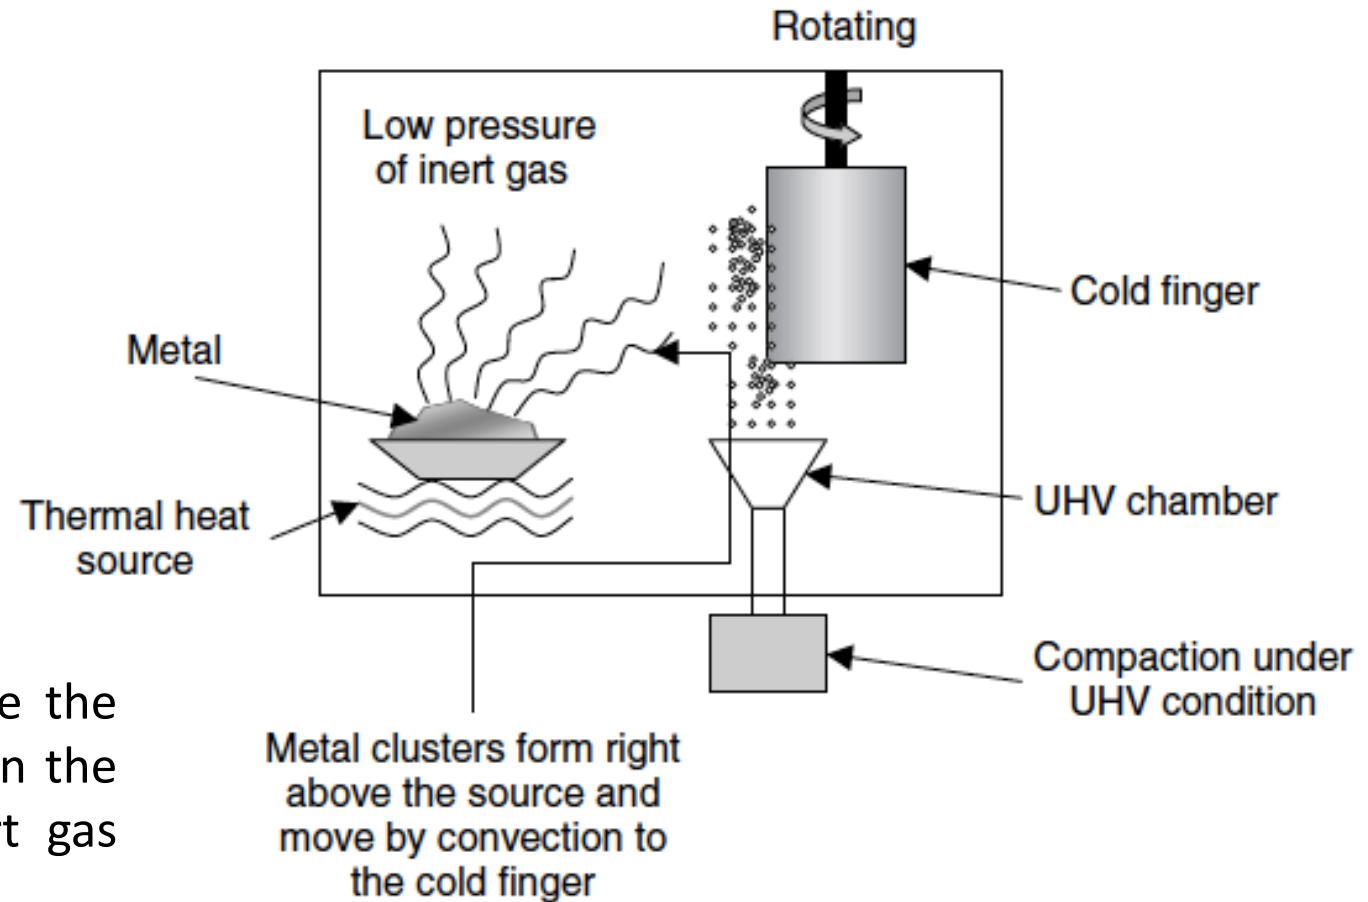 Rotating
Low pressure
of inert gas
Cold finger
Metal
UHV chamber
Thermal heat
source
Compaction under
UHV condition
the
the
gas
Metal clusters form right
above the source and
move by convection to
the cold finger